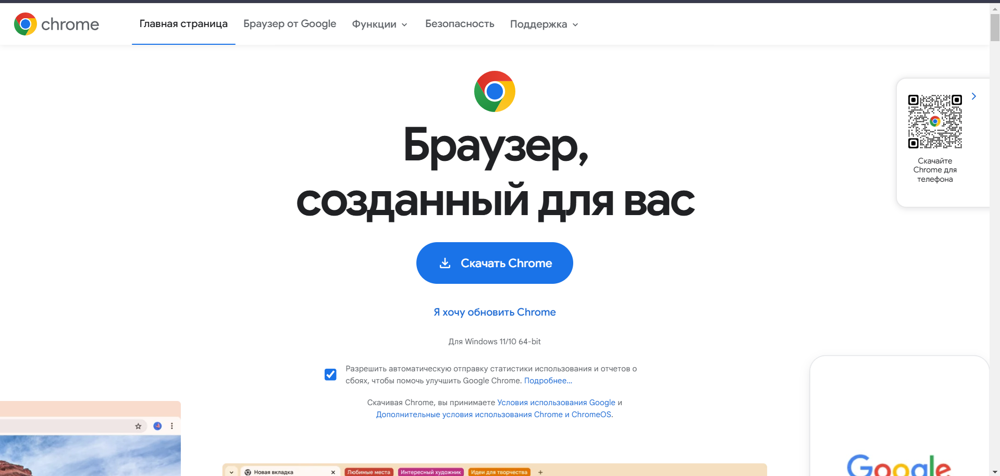 chrome
Главная страница
Браузер от Google
Функции
Безопасность
Поддержка
Браузер,
созданный для вас
Скачайте
Chrome для
телефона
Скачать Chrome
Я хочу обновить Chrome
Для Windows 11/10 64-bit
Разрешить автоматическую отправку статистики использования и отчетов о
сбоях, чтобы помочь улучшить Google Chrome. Подробнее...
Скачивая Chrome, вы принимаете Условия использования Google и
Дополнительные условия использования Chrome и ChromeOS.
Новая вкладка
Любимые места
Интересный художник
Идеи для творчества
Google